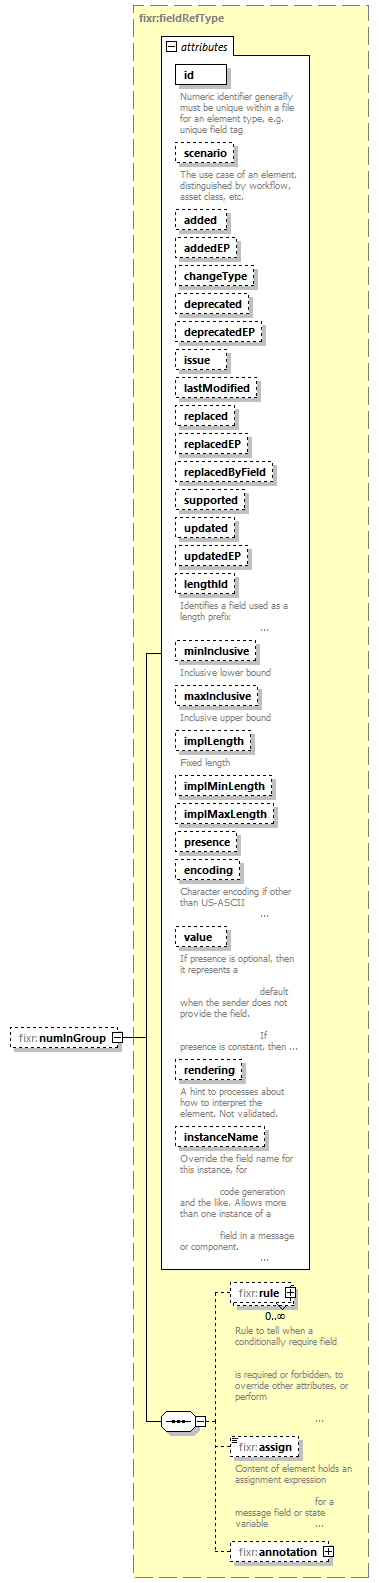 fixr:fieldRefType
attributes
id
Numeric identifier generally
must be unique within a file
for an element type, e.g.
unique field tag
scenario
The use case of an element,
distinguished by workflow,
asset class, etc.
added
addedEP
changeType
deprecated
deprecatedEP
issue
lastModified
replaced
replacedEP
replacedByField
supported
updated
updatedEP
lengthId
Identifies a field used as a
length prefix
...
minInclusive
Inclusive lower bound
maxInclusive
Inclusive upper bound
implLength
Fixed length
implMinLength
implMaxLength
presence
encoding
Character encoding if other
than US-ASCII
...
value
If presence is optional, then
it represents a
default
when the sender does not
provide the field.
If
presence is constant, then ...
fixr:numInGroup
rendering
A hint to processes about
how to interpret the
element. Not validated.
instanceName
Override the field name for
this instance, for
code generation
and the like. Allows more
than one instance of a
field in a message
or component.
...
fixr:rule
0..∞
Rule to tell when a
conditionally require field
is required or forbidden, to
override other attributes, or
perform
...
fixr:assign
Content of element holds an
assignment expression
for a
message field or state
variable ...
fixr:annotation